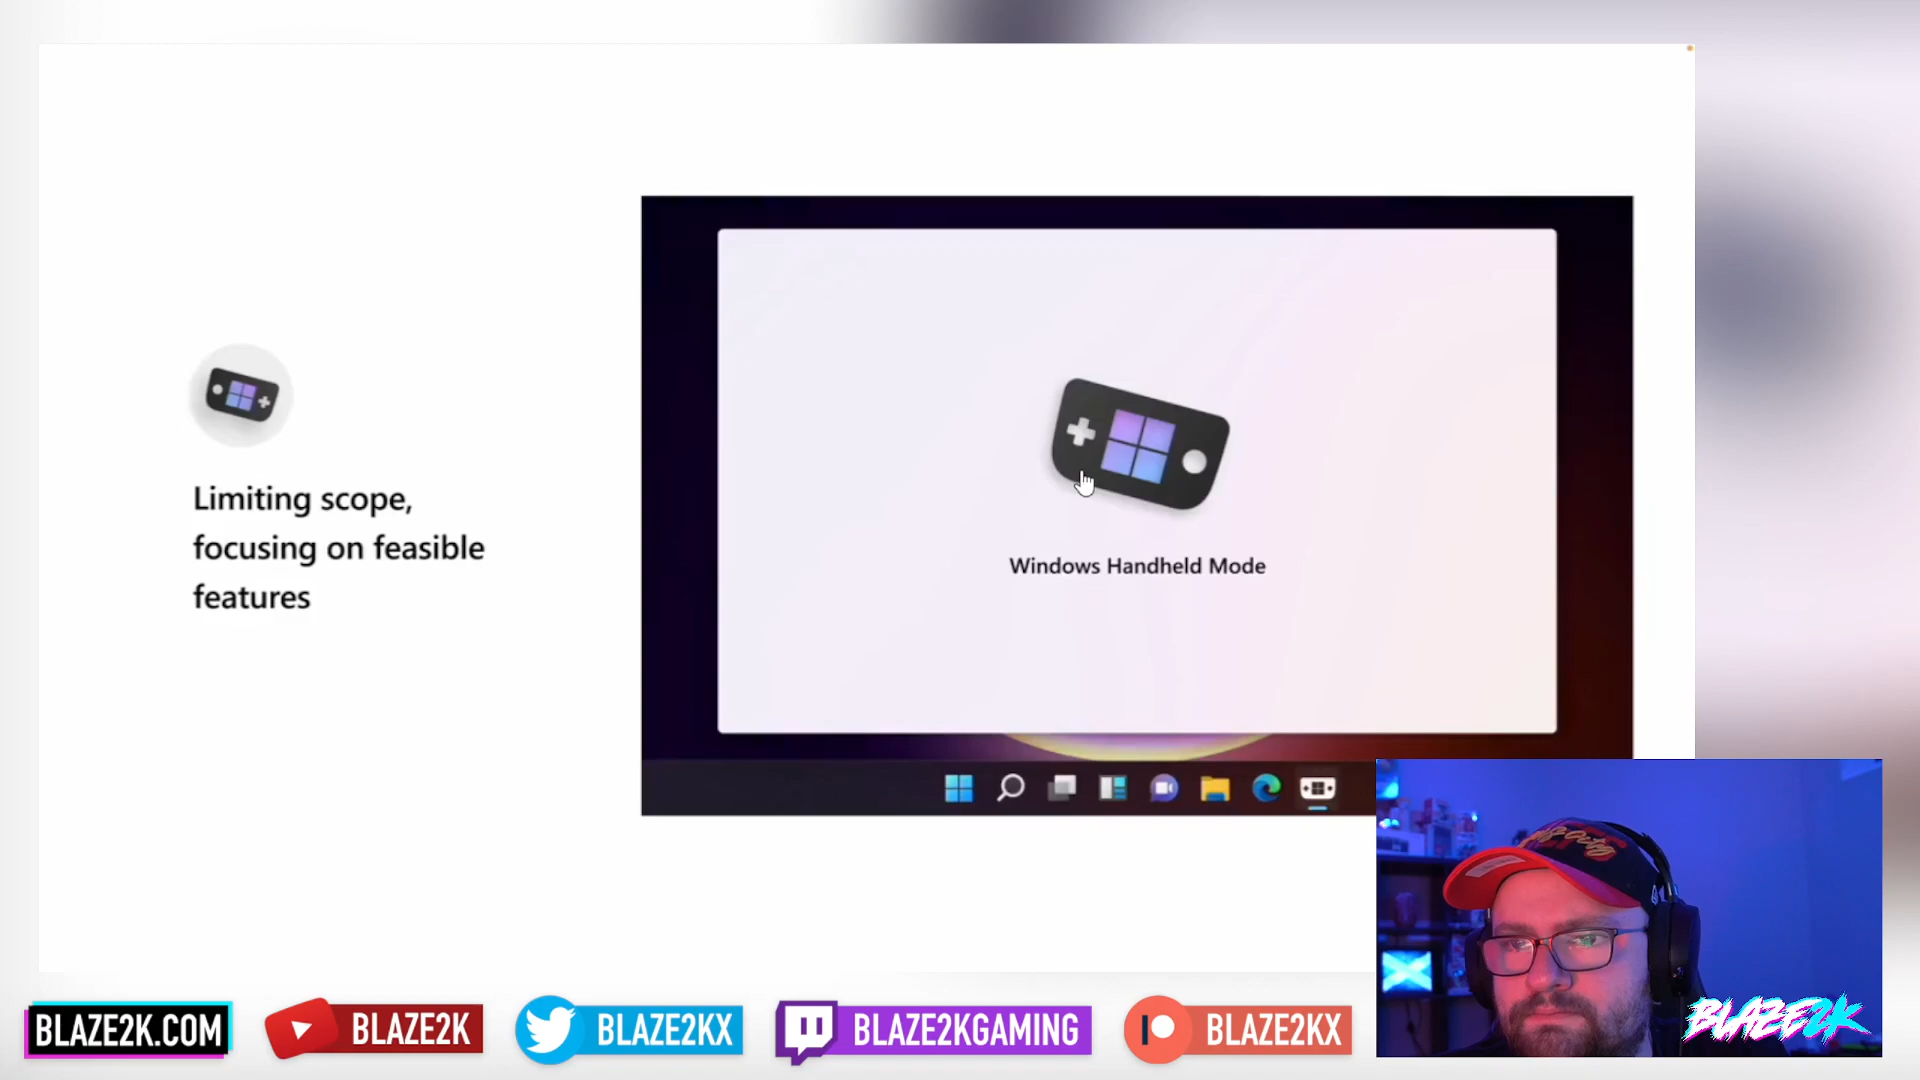 Limiting scope,
focusing on feasible
features
Windows Handheld Mode
BLAZE2K.COM
BLAZE2K
BLAZE2KX
BLAZE2KGAMING
BLAZE2KX
BLAZE2K